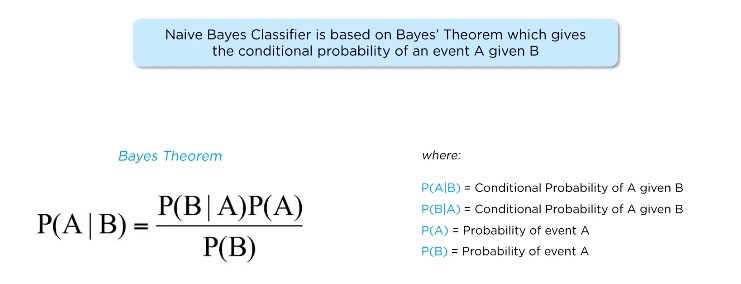 Naive Bayes Classifier is based on Bayes' Theorem which gives
the conditional probability of an event A given B
Bayes Theorem
P(A|B) = P(B|A)P(A) / P(B)
where:
P(A|B) = Conditional Probability of A given B
P(B|A) = Conditional Probability of A given B
P(A) = Probability of event A
P(B) = Probability of event A